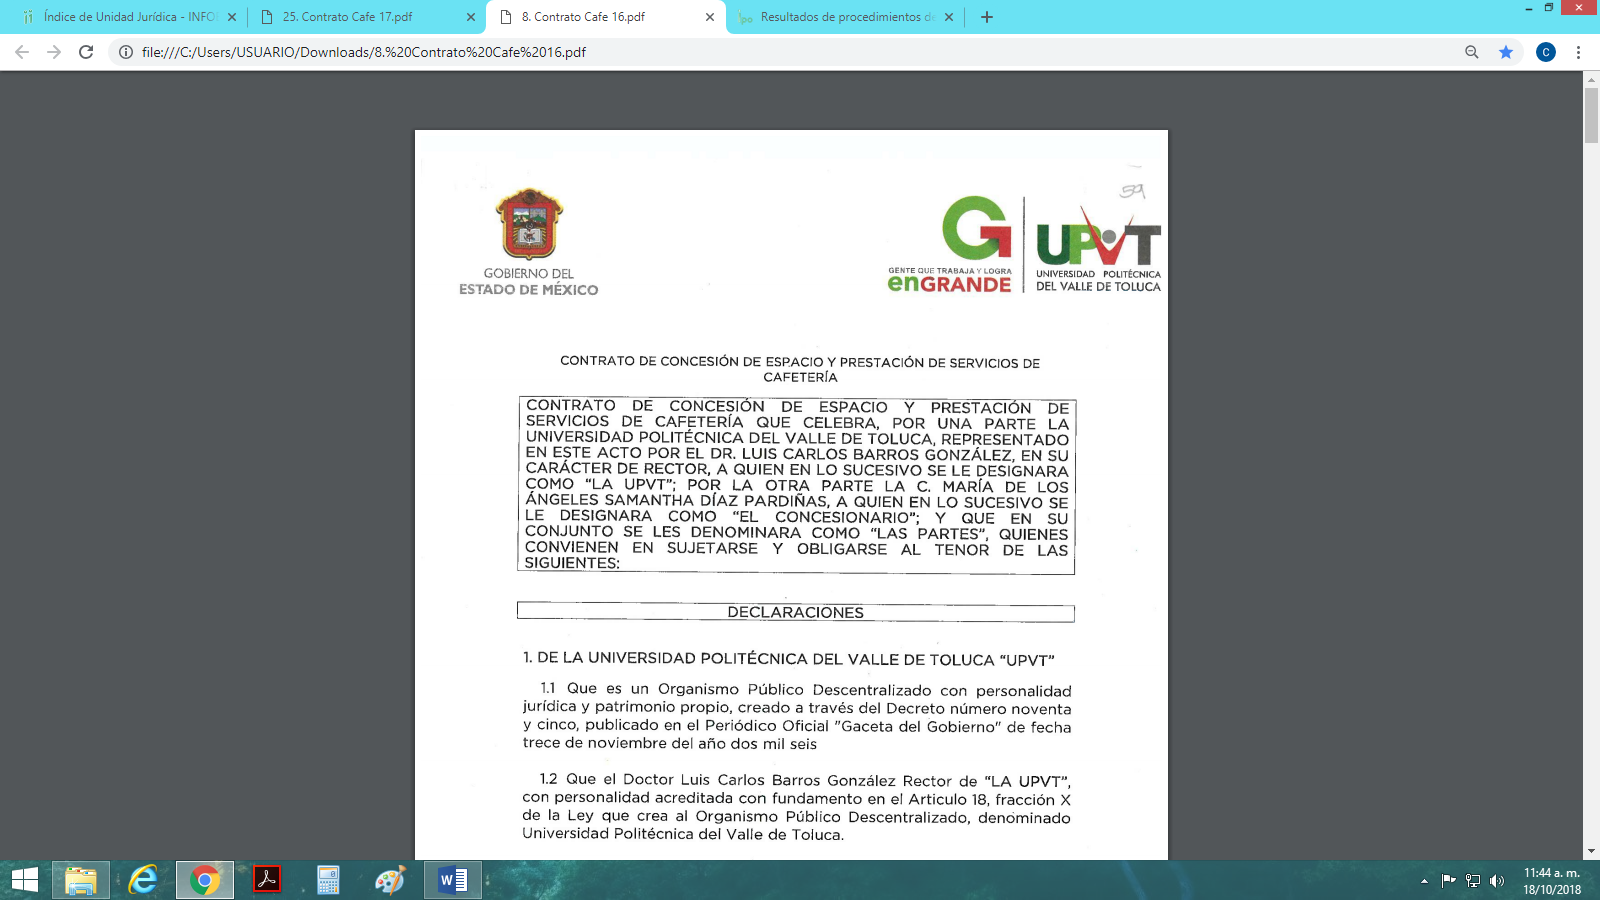 Índice de Unidad Jurídica - INFO
25. Contrato Cafe 17.pdf
8. Contrato Cafe 16.pdf
Resultados de procedimientos d
file:///C:/Users/USUARIO/Downloads/8.%20Contrato%20Cafe%2016.pdf
C
59
GOBIERNO DEL
ESTADO DE MÉXICO
GENTE QUE TRABAJA Y LOGRA
enGRANDE
UPVT
UNIVERSIDAD POLITÉCNICA
DEL VALLE DE TOLUCA
CONTRATO DE CONCESIÓN DE ESPACIO Y PRESTACIÓN DE SERVICIOS DE
CAFETERÍA
CONTRATO DE CONCESIÓN DE ESPACIO Y PRESTACIÓN DE
SERVICIOS DE CAFETERÍA QUE CELEBRA, POR UNA PARTE LA
UNIVERSIDAD POLITÉCNICA DEL VALLE DE TOLUCA, REPRESENTADO
EN ESTE ACTO POR EL DR. LUIS CARLOS BARROS GONZÁLEZ, EN SU
CARÁCTER DE RECTOR, A QUIEN EN LO SUCESIVO SE LE DESIGNARA
COMO “LA UPVT”; POR LA OTRA PARTE LA C. MARÍA DE LOS
ÁNGELES SAMANTHA DÍAZ PARDIÑAS, A QUIEN EN LO SUCESIVO SE
LE DESIGNARA COMO “EL CONCESIONARIO”; Y QUE EN SU
CONJUNTO SE LES DENOMINARA COMO “LAS PARTES”, QUIENES
CONVIENEN EN SUJETARSE Y OBLIGARSE AL TENOR DE LAS
SIGUIENTES:
DECLARACIONES
1. DE LA UNIVERSIDAD POLITÉCNICA DEL VALLE DE TOLUCA “UPVT”
1.1 Que es un Organismo Público Descentralizado con personalidad
jurídica y patrimonio propio, creado a través del Decreto número noventa
y cinco, publicado en el Periódico Oficial "Gaceta del Gobierno" de fecha
trece de noviembre del año dos mil seis
1.2 Que el Doctor Luis Carlos Barros González Rector de “LA UPVT”,
con personalidad acreditada con fundamento en el Articulo 18, fracción X
de la Ley que crea al Organismo Público Descentralizado, denominado
Universidad Politécnica del Valle de Toluca.
11:44 a. m.
18/10/2018